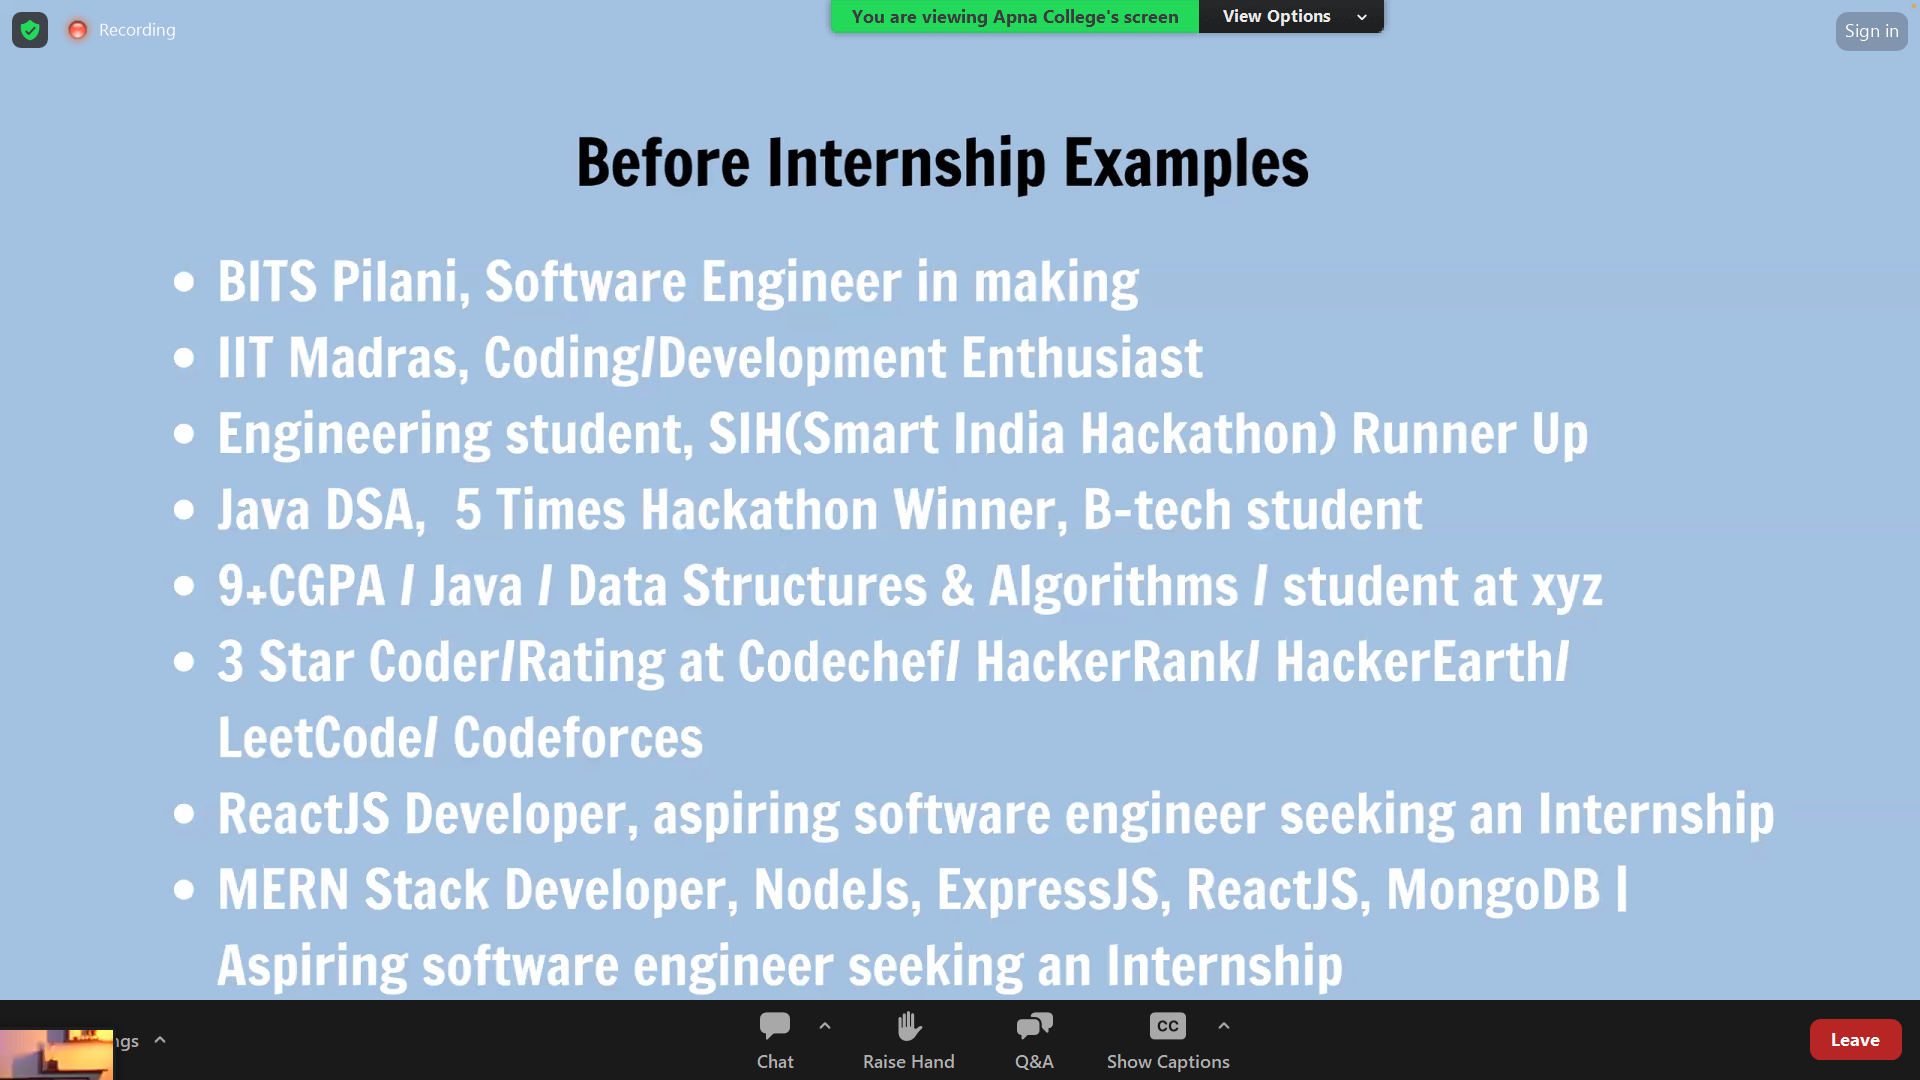 Recording
You are viewing Apna College's screen
View Options
Sign in
Before Internship Examples
• BITS Pilani, Software Engineer in making
• IIT Madras, Coding/Development Enthusiast
• Engineering student, SIH(Smart India Hackathon) Runner Up
• Java DSA,  5 Times Hackathon Winner, B-tech student
• 9+CGPA / Java / Data Structures & Algorithms / student at xyz
• 3 Star Coder/Rating at Codechef/ HackerRank/ HackerEarth/
LeetCode/ Codeforces
• ReactJS Developer, aspiring software engineer seeking an Internship
• MERN Stack Developer, NodeJs, ExpressJS, ReactJS, MongoDB |
Aspiring software engineer seeking an Internship
Chat
Raise Hand
Q&A
CC
Show Captions
Leave